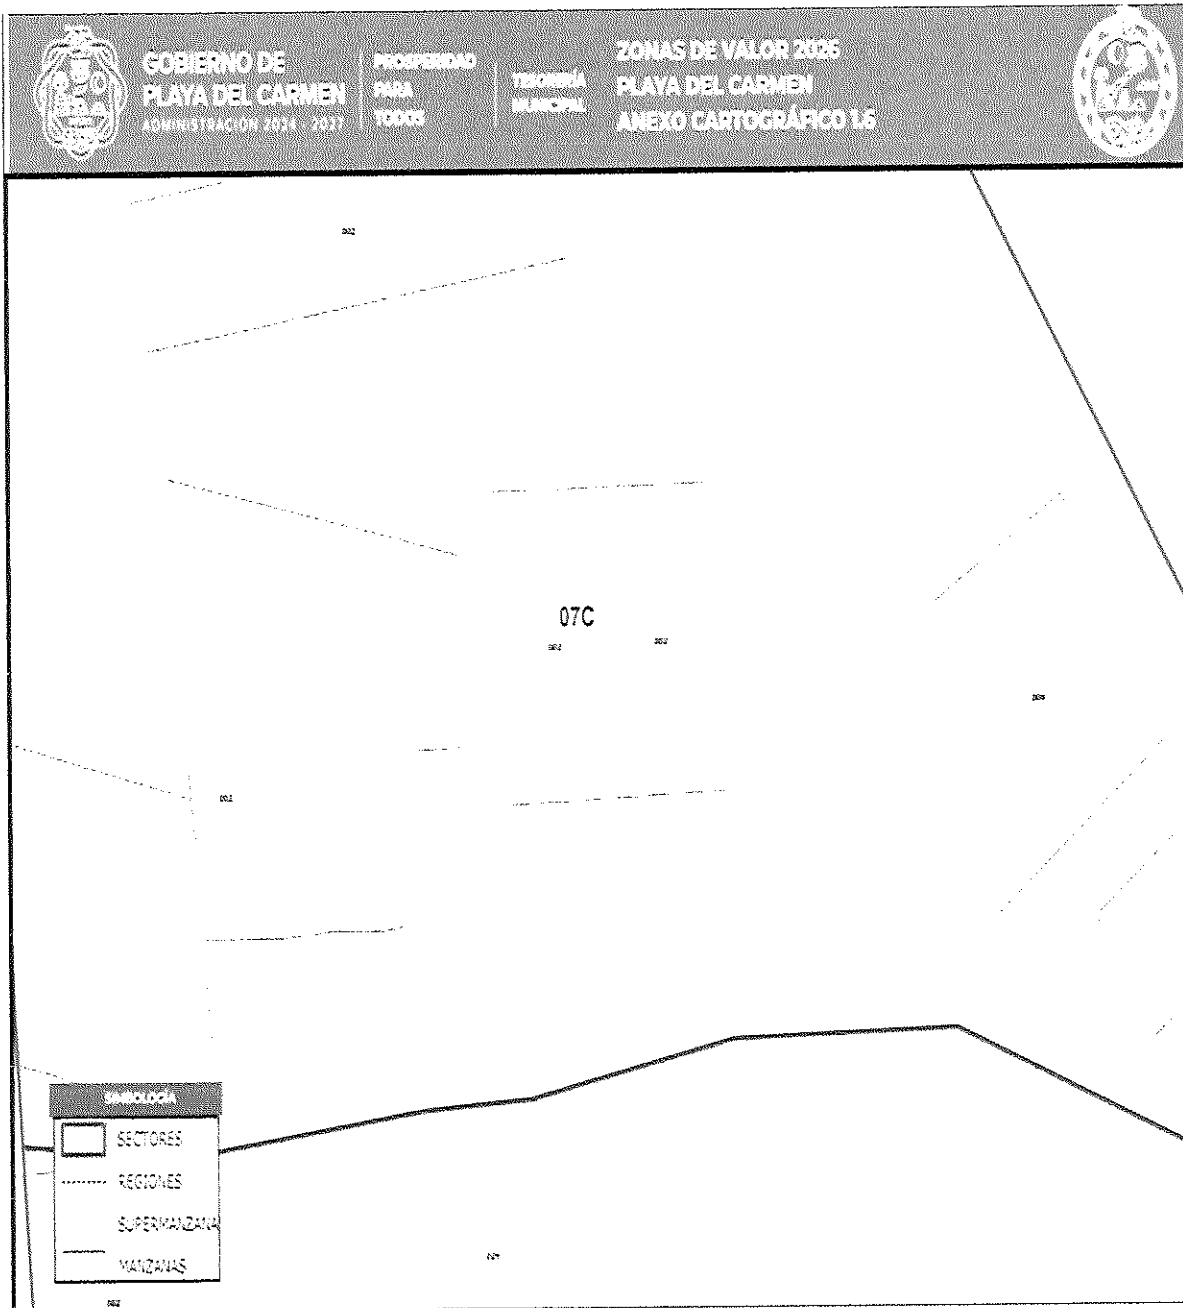 GOBIERNO DE
PLAYA DEL CARMEN
ADMINISTRACIÓN 2024 - 2027
PROSPERIDAD
PARA
TODOS
TESORERÍA
MUNICIPAL
ZONAS DE VALOR 2026
PLAYA DEL CARMEN
ANEXO CARTOGRÁFICO 1.6
07C
SIMBOLOGÍA
SECTORES
REGIONES
SUPERMANZANA
MANZANAS